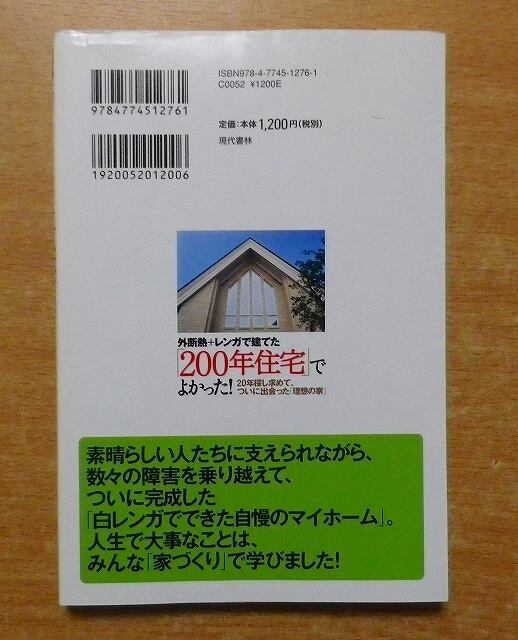 ISBN978-4-7745-1276-1
C0052 ¥1200E
9784774512761
定価:本体1,200円(税別)
現代書林
1920052012006
外断熱+レンガで建てた
「200年住宅」で
よかった!
20年探し求めて、
ついに出会った「理想の家」
素晴らしい人たちに支えられながら、
数々の障害を乗り越えて、
ついに完成した
「白レンガでできた自慢のマイホーム」。
人生で大事なことは、
みんな「家づくり」で学びました!